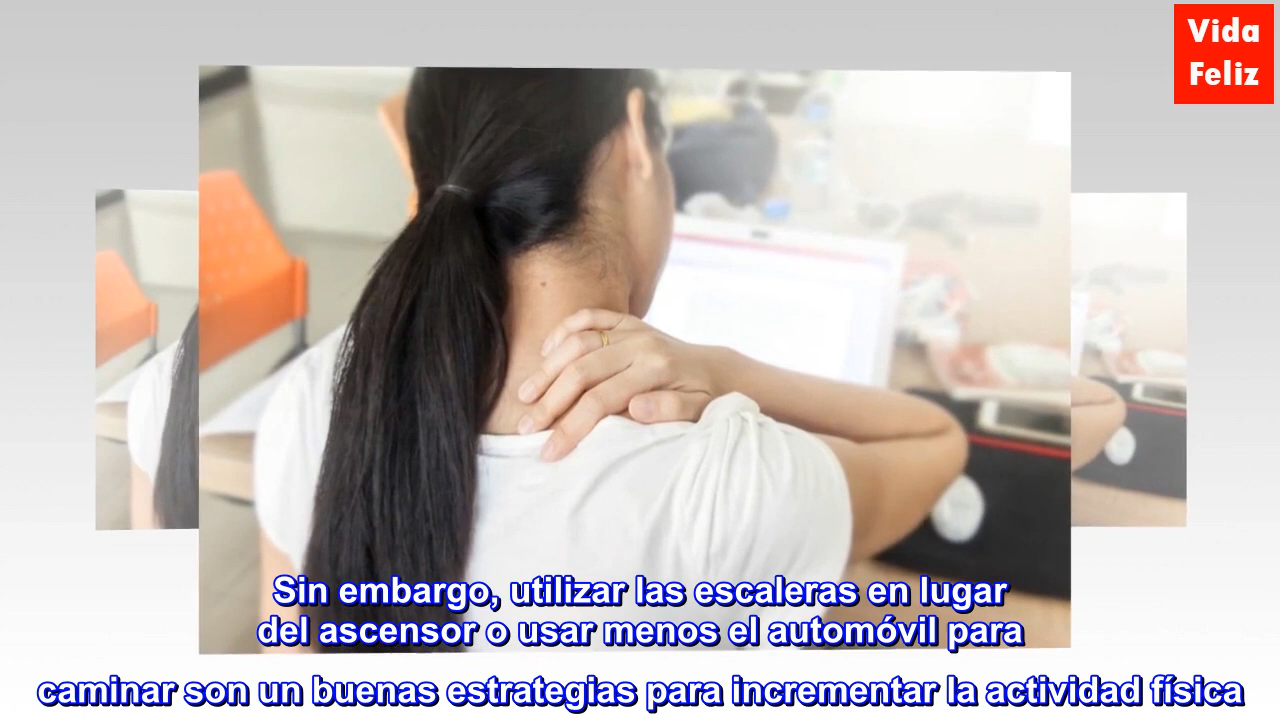 Vida
Feliz
Sin embargo, utilizar las escaleras en lugar
del ascensor o usar menos el automóvil para
caminar son un buenas estrategias para incrementar la actividad física